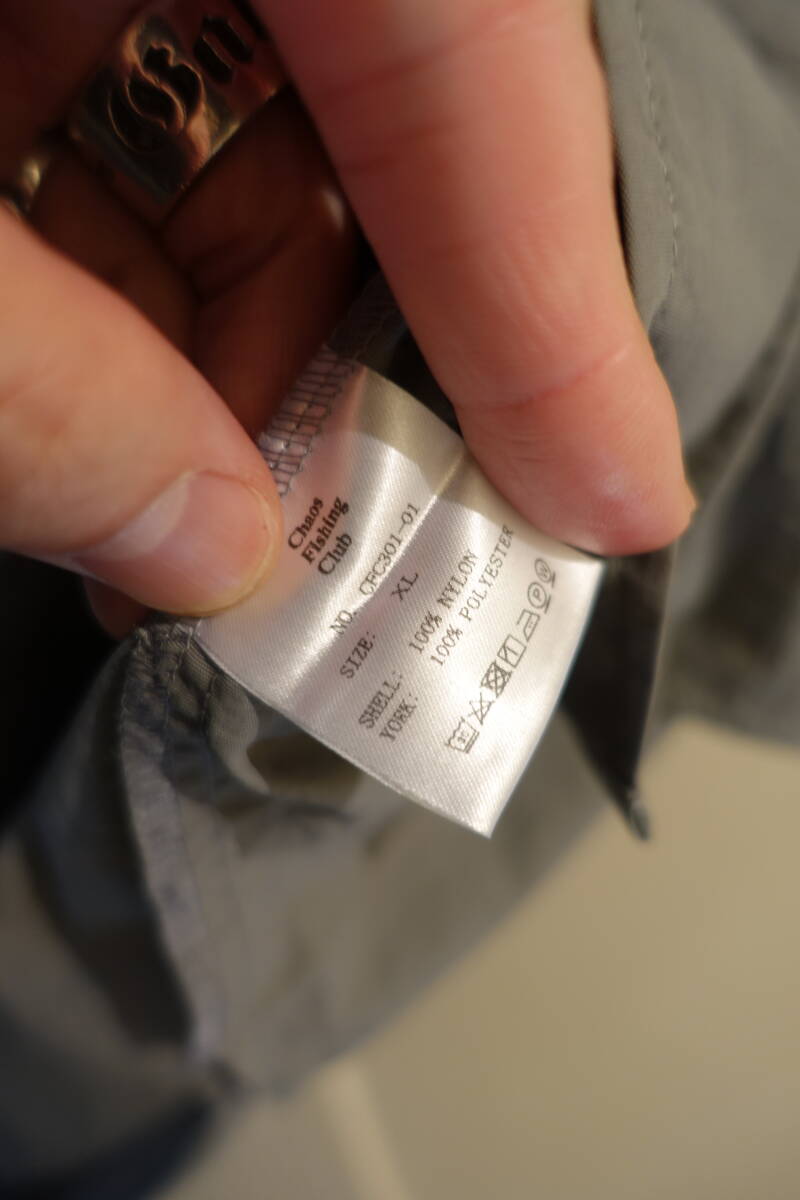 Chaos
Fishing
Club
NO. CFC301-01
SIZE: XL
SHELL: 100% NYLON
YORK: 100% POLYESTER